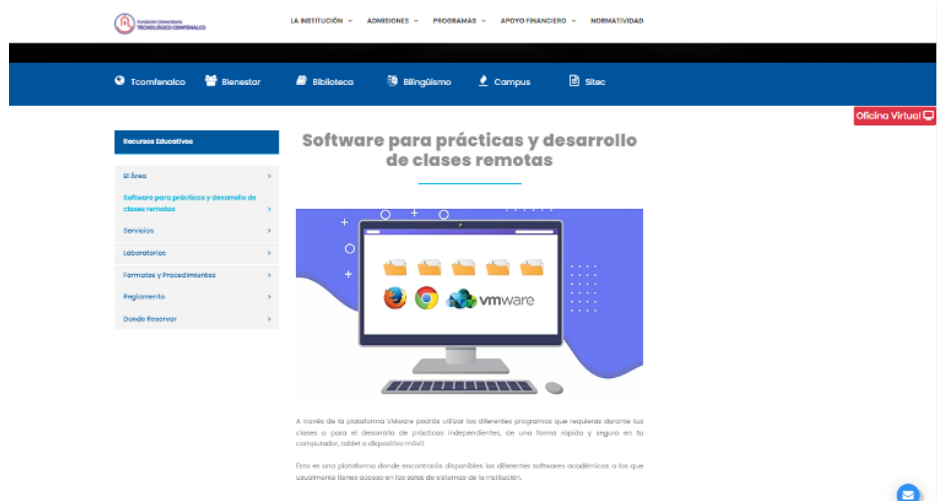 Fundación Universitaria
TECNOLÓGICO COMFENALCO
LA INSTITUCIÓN
ADMISIONES
PROGRAMAS
APOYO FINANCIERO
NORMATIVIDAD
Tcomfenalco
Bienestar
Biblioteca
Bilingüismo
Campus
Sitec
Oficina Virtual
Recursos Educativos
El Área
Software para prácticas y desarrollo de
clases remotas
Servicios
Laboratorios
Formatos y Procedimientos
Reglamento
Donde Reservar
Software para prácticas y desarrollo
de clases remotas
vmware
A través de la plataforma VMware podrás utilizar los diferentes programas que requieras durante tus
clases o para el desarrollo de prácticas independientes, de una forma rápida y segura en tu
computador, tablet o dispositivo móvil.
Esta es una plataforma donde encontrarás disponibles los diferentes softwares académicos a los que
usualmente tienes acceso en las salas de sistemas de la institución.